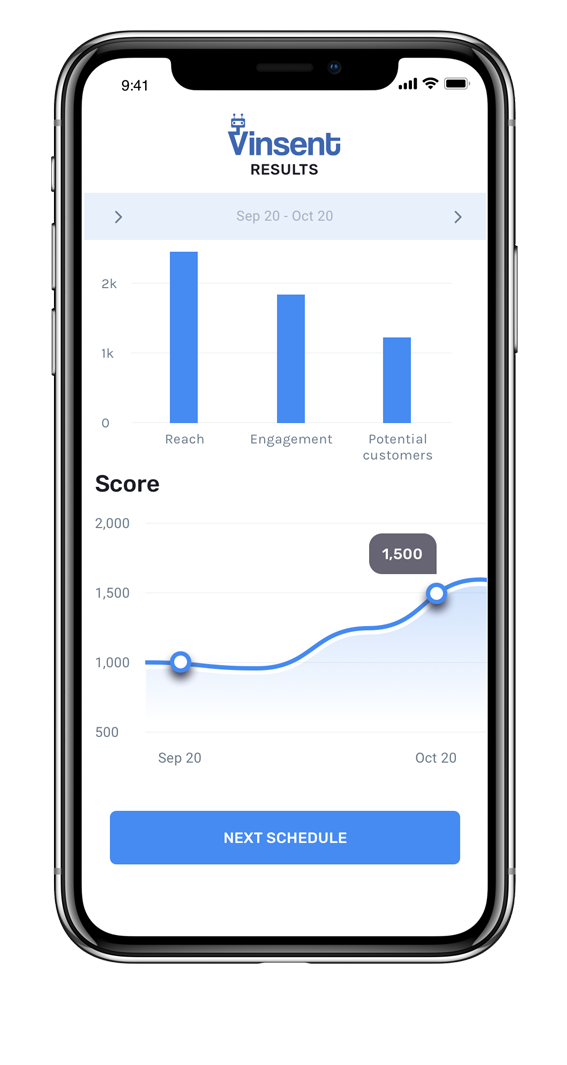 9:41
Vinsent
RESULTS
Sep 20 - Oct 20
2k
1k
0
Reach
Engagement
Potential
customers
Score
2,000
1,500
1,500
1,000
500
Sep 20
Oct 20
NEXT SCHEDULE